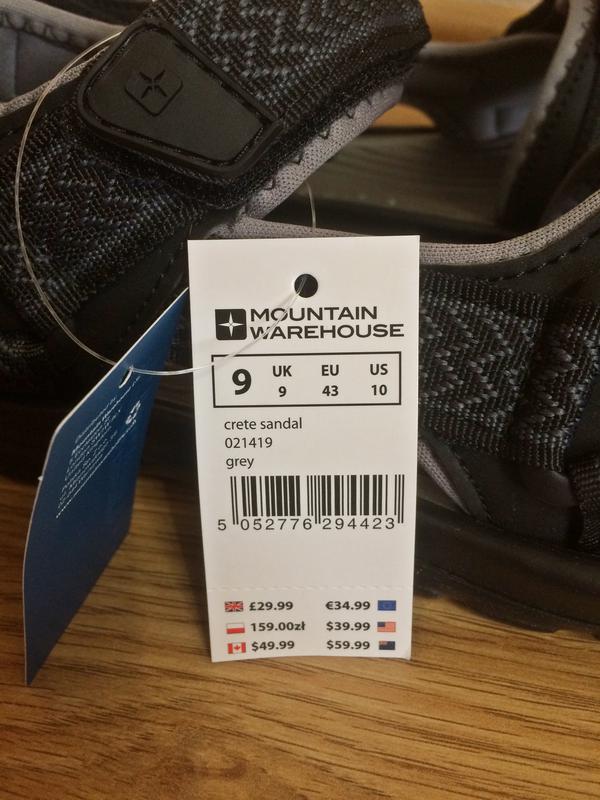 MOUNTAIN
WAREHOUSE
9 UK EU US
9 43 10
crete sandal
021419
grey
5 052776 294423
£29.99 €34.99
159.00zł $39.99
$49.99 $59.99